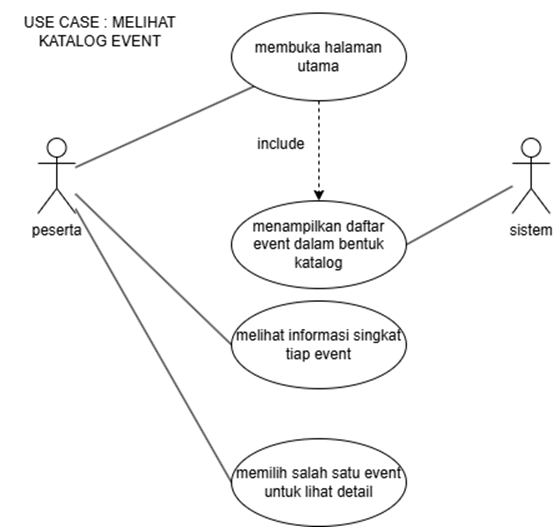 USE CASE : MELIHAT
KATALOG EVENT
membuka halaman
utama
include
peserta
sistem
menampilkan daftar
event dalam bentuk
katalog
melihat informasi singkat
tiap event
memilih salah satu event
untuk lihat detail